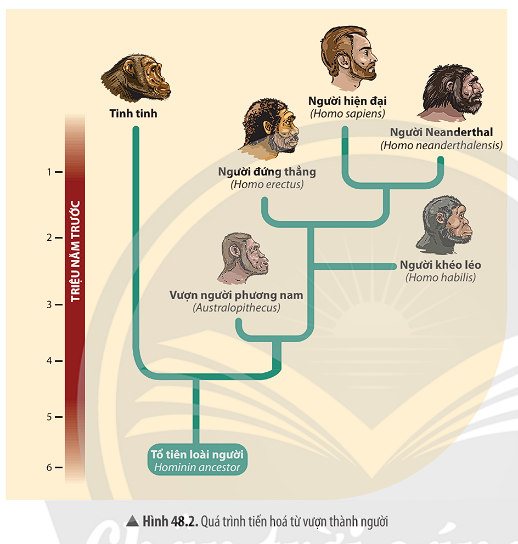 Tinh tinh
Người hiện đại
(Homo sapiens)
Người Neanderthal
(Homo neanderthalensis)
Người đứng thẳng
(Homo erectus)
Người khéo léo
(Homo habilis)
Vượn người phương nam
(Australopithecus)
TRIỆU NĂM TRƯỚC
1
2
3
4
5
6
Tổ tiên loài người
Hominin ancestor
Hình 48.2. Quá trình tiến hoá từ vượn thành người